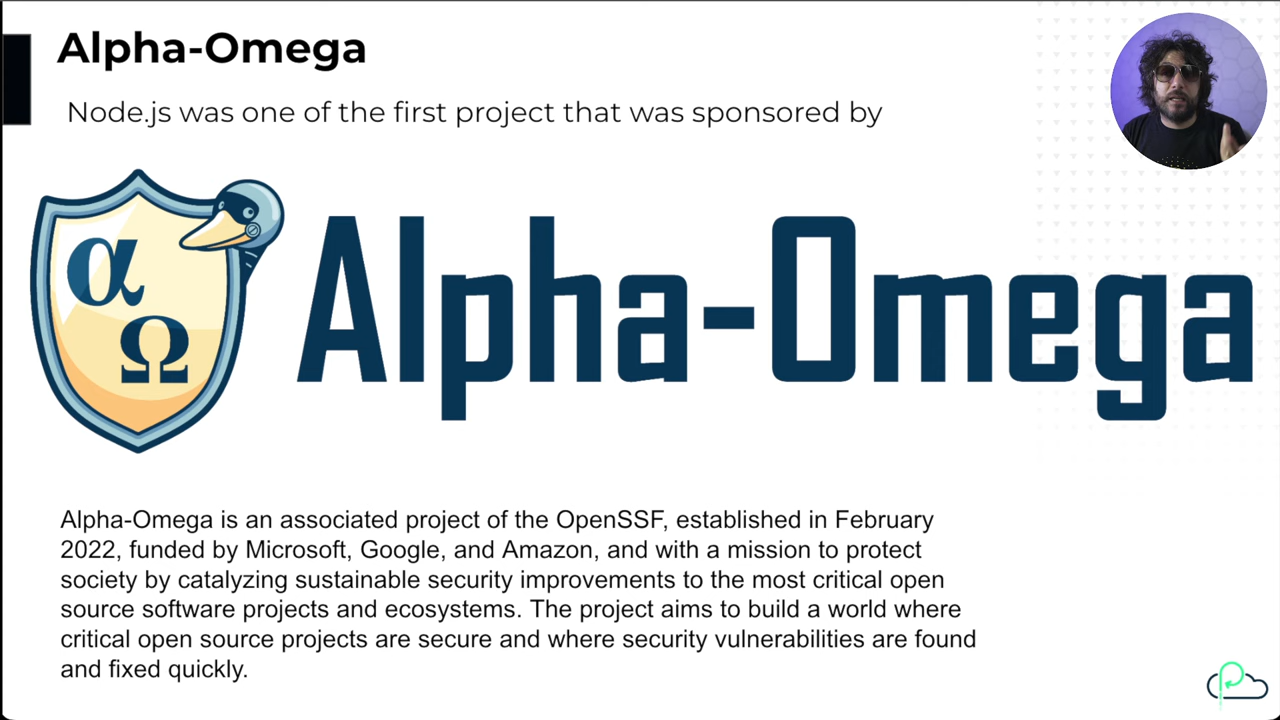 Alpha-Omega
Node.js was one of the first project that was sponsored by
α
Ω
Alpha-Omega
Alpha-Omega is an associated project of the OpenSSF, established in February
2022, funded by Microsoft, Google, and Amazon, and with a mission to protect
society by catalyzing sustainable security improvements to the most critical open
source software projects and ecosystems. The project aims to build a world where
critical open source projects are secure and where security vulnerabilities are found
and fixed quickly.